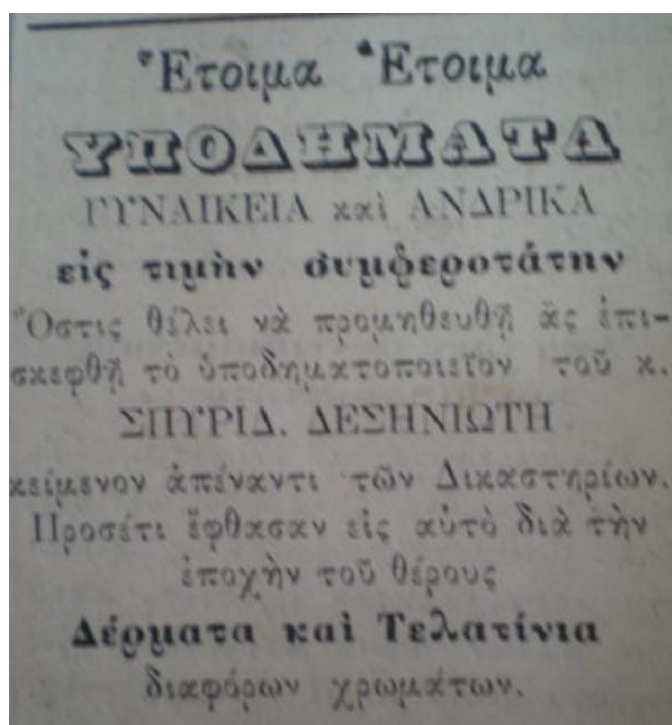 Ἕτοιμα Ἕτοιμα
ΥΠΟΔΗΜΑΤΑ
ΓΥΝΑΙΚΕΙΑ καὶ ΑΝΔΡΙΚΑ
εἰς τιμὴν συμφεροτάτην
Ὅστις θέλει νὰ προμηθευθῇ ἂς ἐπι-
σκεφθῇ τὸ ὑποδηματοποιεῖον τοῦ κ.
ΣΠΥΡΙΔ. ΔΕΣΗΝΙΩΤΗ
κείμενον ἀπέναντι τῶν Δικαστηρίων.
Προσέτι ἔφθασαν εἰς αὐτὸ διὰ τὴν
ἐποχὴν τοῦ θέρους
Δέρματα καὶ Τελατίνια
διαφόρων χρωμάτων.